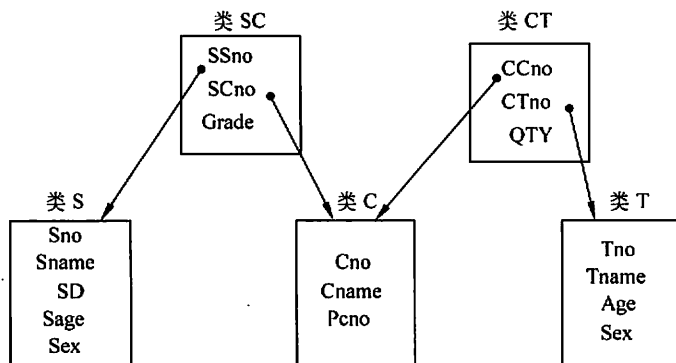 类 SC
类 CT
SSno
SCno
Grade
CCno
CTno
QTY
类 S
类 C
类 T
Sno
Sname
SD
Sage
Sex
Cno
Cname
Pcno
Tno
Tname
Age
Sex